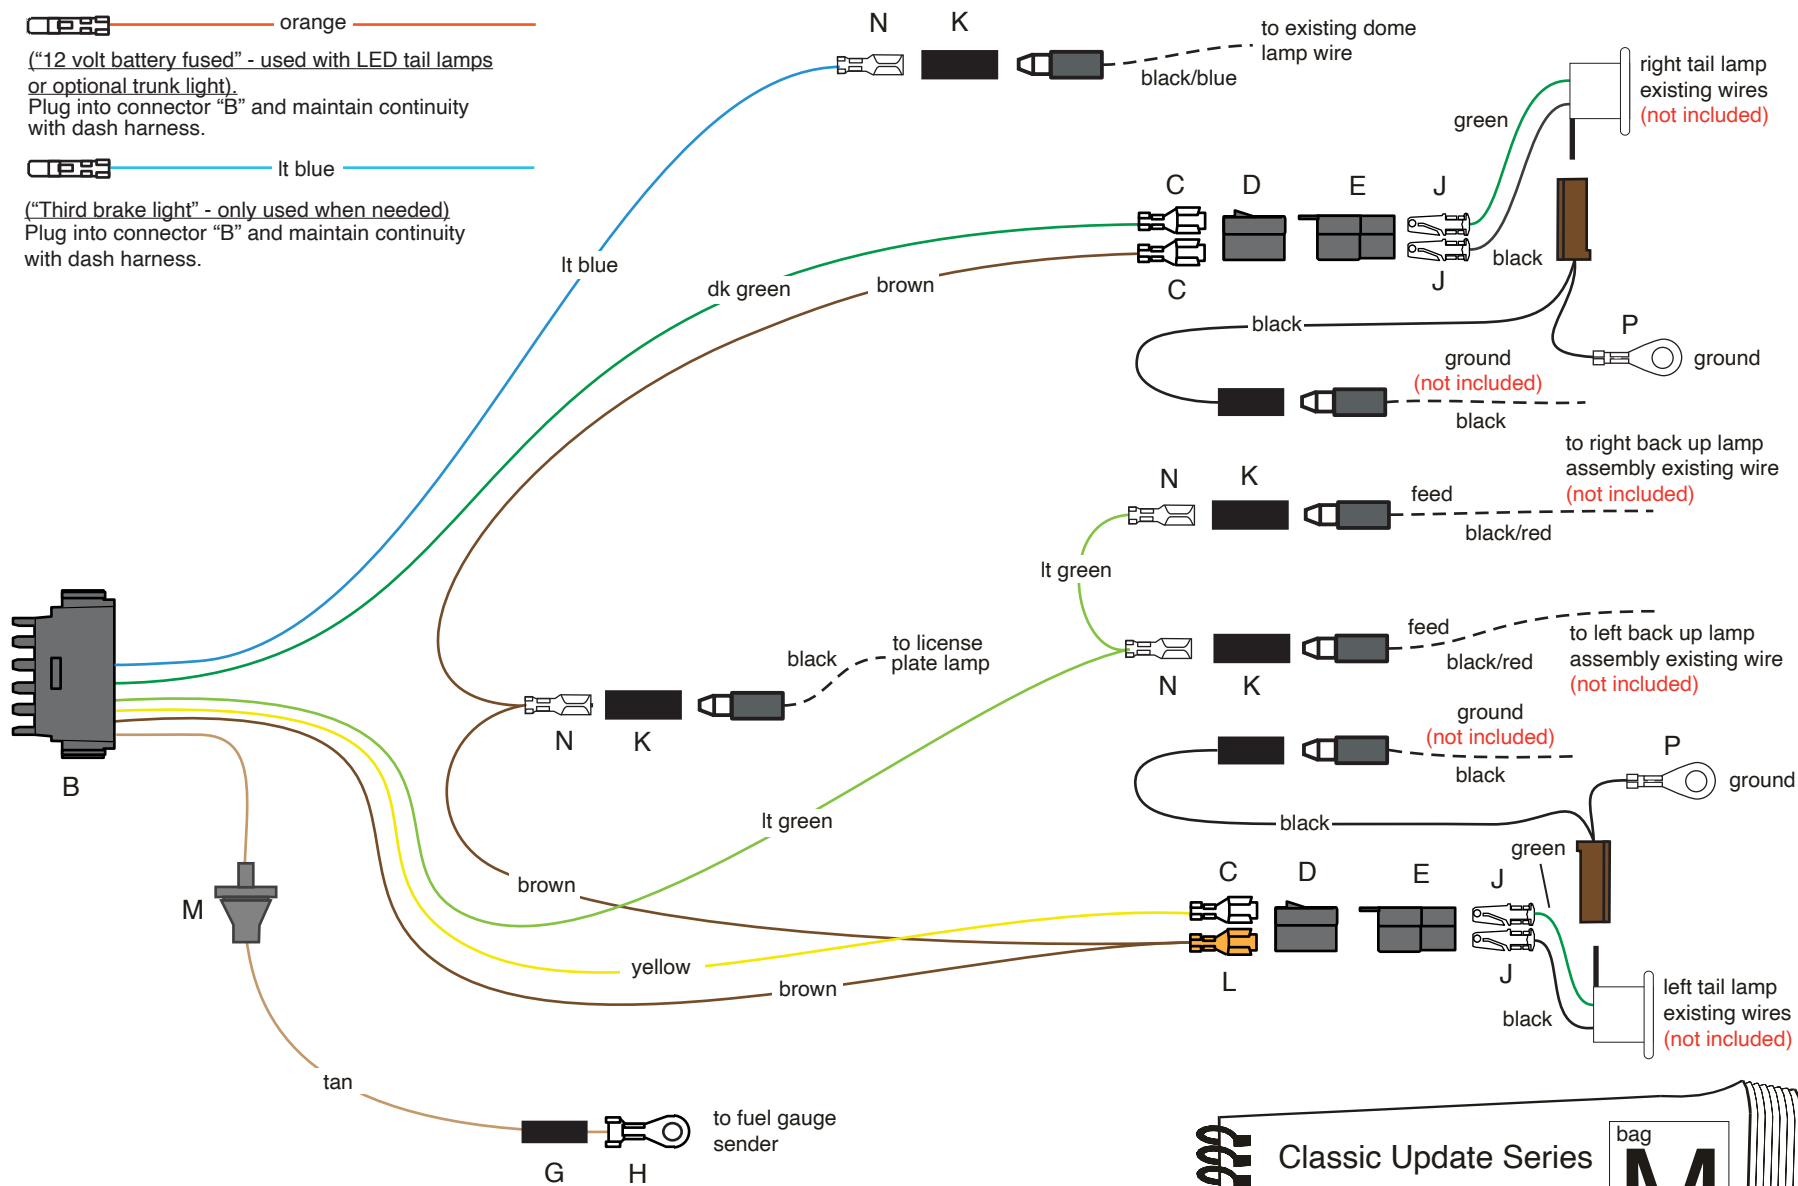 orange
(“12 volt battery fused” - used with LED tail lamps
or optional trunk light).
Plug into connector “B” and maintain continuity
with dash harness.
lt blue
(“Third brake light” - only used when needed)
Plug into connector “B” and maintain continuity
with dash harness.
N
K
to existing dome
lamp wire
black/blue
right tail lamp
existing wires
(not included)
green
C
D
E
J
lt blue
dk green
brown
C
J
black
black
P
ground
ground
(not included)
black
to right back up lamp
assembly existing wire
(not included)
N
K
feed
black/red
lt green
feed
to left back up lamp
assembly existing wire
(not included)
black/red
N
K
black
to license
plate lamp
N
K
B
ground
(not included)
black
P
ground
black
lt green
green
brown
C
D
E
J
M
yellow
brown
L
J
black
left tail lamp
existing wires
(not included)
tan
to fuel gauge
sender
G
H
Classic Update Series
bag
M